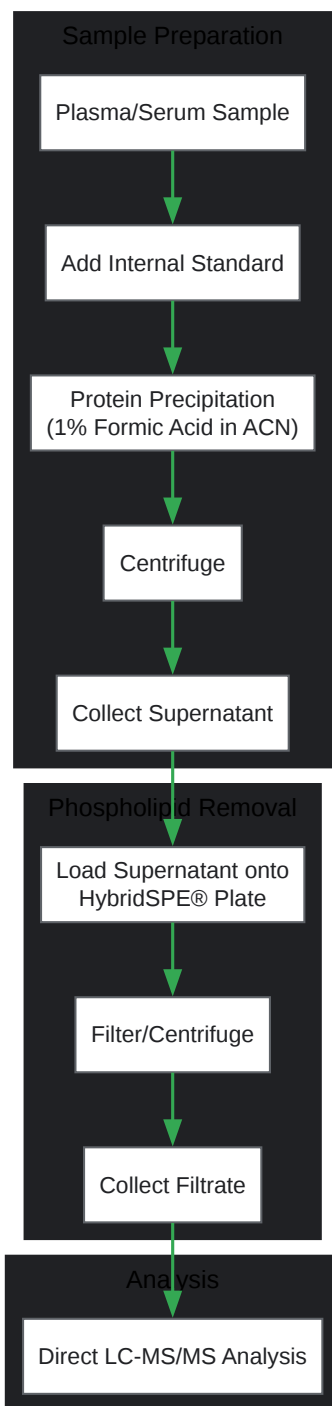 Sample Preparation
Plasma/Serum Sample
Add Internal Standard
Protein Precipitation
(1% Formic Acid in ACN)
Centrifuge
Collect Supernatant
Phospholipid Removal
Load Supernatant onto
HybridSPE® Plate
Filter/Centrifuge
Collect Filtrate
Analysis
Direct LC-MS/MS Analysis